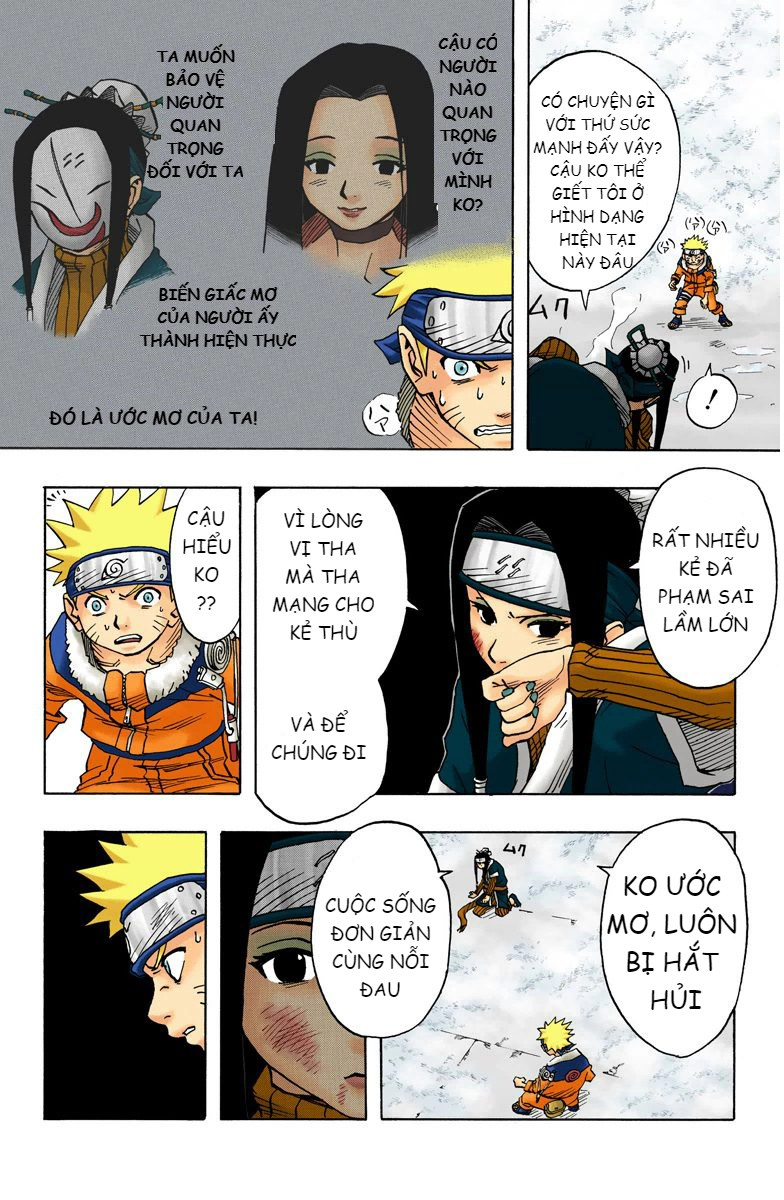 CÓ CHUYỆN GÌ
VỚI THỨ SỨC
MẠNH ĐẤY VẬY?
CẬU KO THỂ
GIẾT TÔI Ở
HÌNH DẠNG
HIỆN TẠI
NÀY ĐÂU
!
CẬU CÓ
NGƯỜI
NÀO
QUAN
TRỌNG
VỚI
MÌNH
KO?
TA MUỐN
BẢO VỆ
NGƯỜI
QUAN
TRỌNG
ĐỐI VỚI TA
BIẾN GIẤC MƠ
CỦA NGƯỜI ẤY
THÀNH HIỆN THỰC
ĐÓ LÀ ƯỚC MƠ CỦA TA!
RẤT NHIỀU
KẺ ĐÃ
PHẠM SAI
LẦM LỚN
VÌ LÒNG
VỊ THA
MÀ THA
MẠNG CHO
KẺ THÙ
VÀ ĐỂ
CHÚNG ĐI
CẬU
HIỂU
KO
??
KO ƯỚC
MƠ, LUÔN
BỊ HẮT
HỦI
ムク
CUỘC SỐNG
ĐƠN GIẢN
CÙNG NỖI
ĐAU